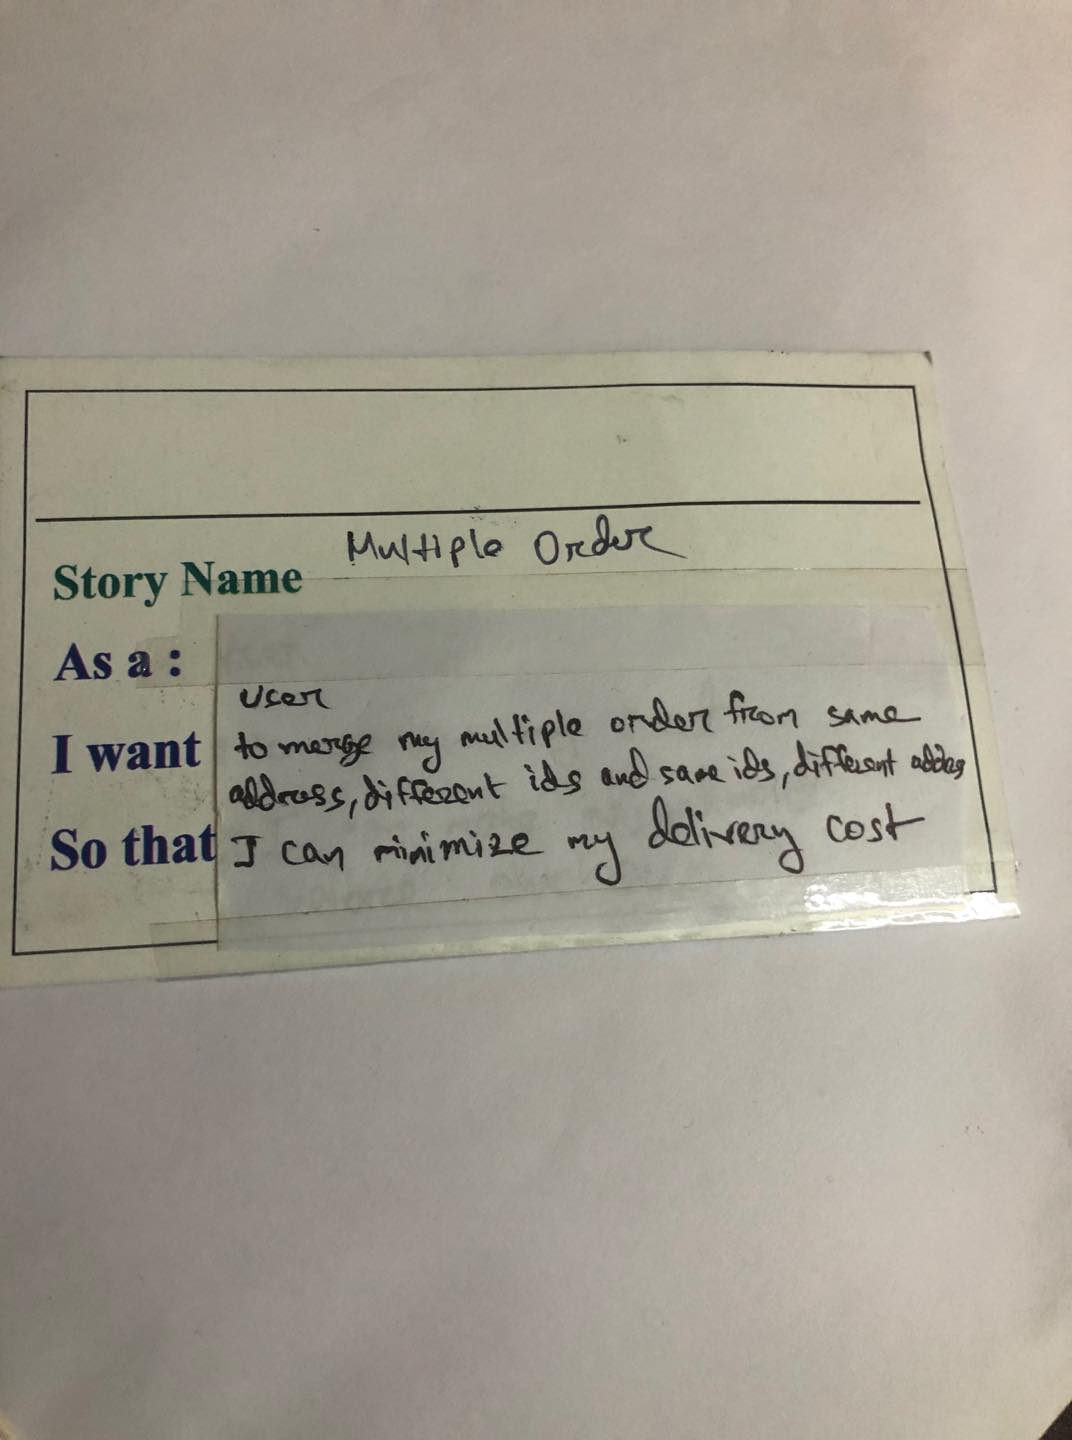 Story Name Multiple Order
As a : User
I want to merge my multiple order from same
address, different ids and same ids, different addres
So that I can minimize my delivery cost